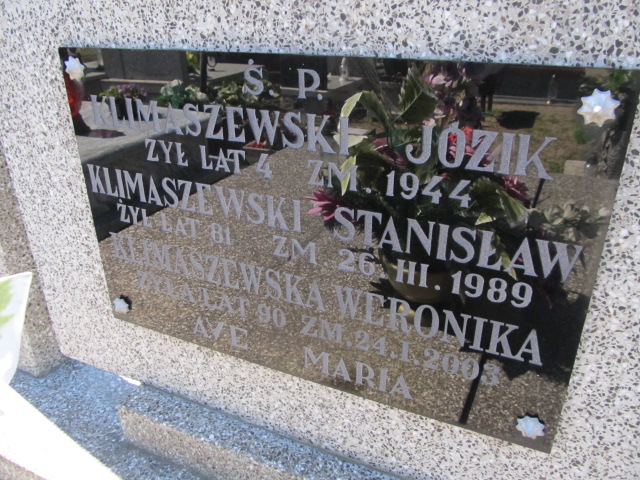 Ś. P.
KLIMASZEWSKI JÓZIK
ŻYŁ LAT 4 ZM. 1944
KLIMASZEWSKI STANISŁAW
ŻYŁ LAT 81 ZM 26.III.1989
KLIMASZEWSKA WERONIKA
ŻYŁA LAT 90 ZM.24.I.2003
AVE MARIA